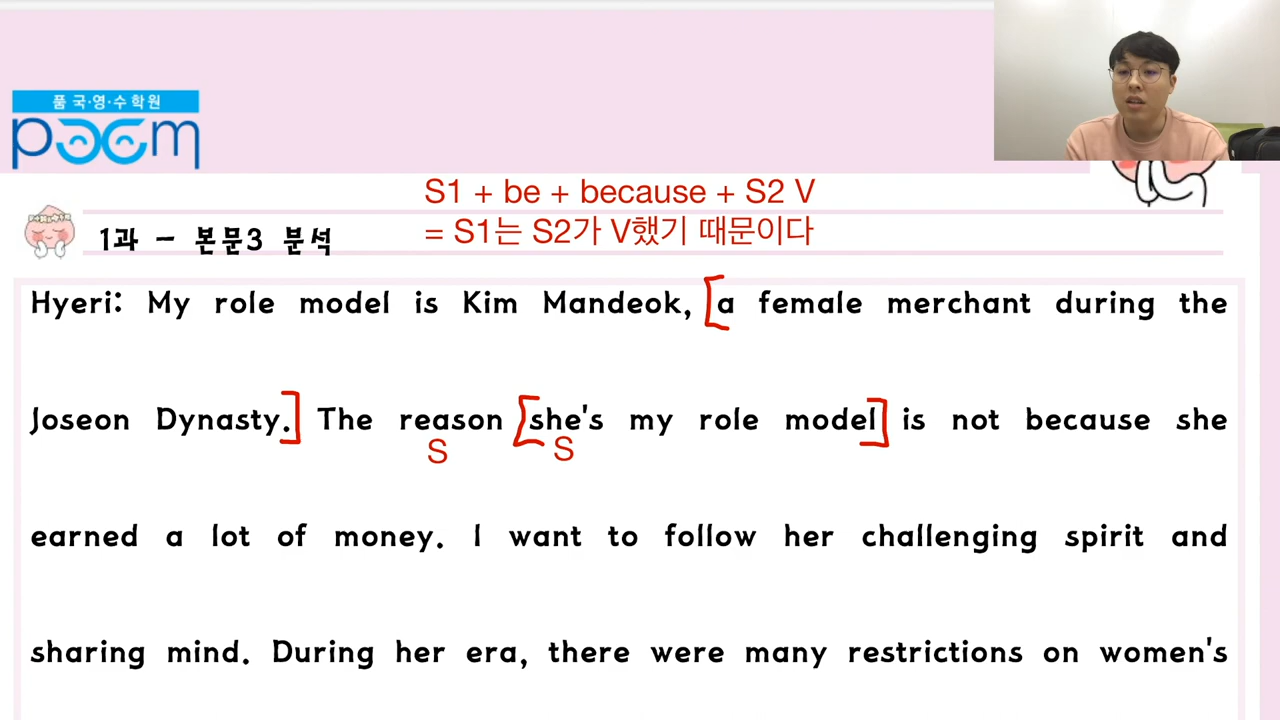 품 국·영·수 학원
poem
S1 + be + because + S2 V
= S1는 S2가 V했기 때문이다
1과 - 본문3 분석
Hyeri: My role model is Kim Mandeok, [a female merchant during the
Joseon Dynasty.] The reason [she's my role model] is not because she
S S
earned a lot of money. I want to follow her challenging spirit and
sharing mind. During her era, there were many restrictions on women's